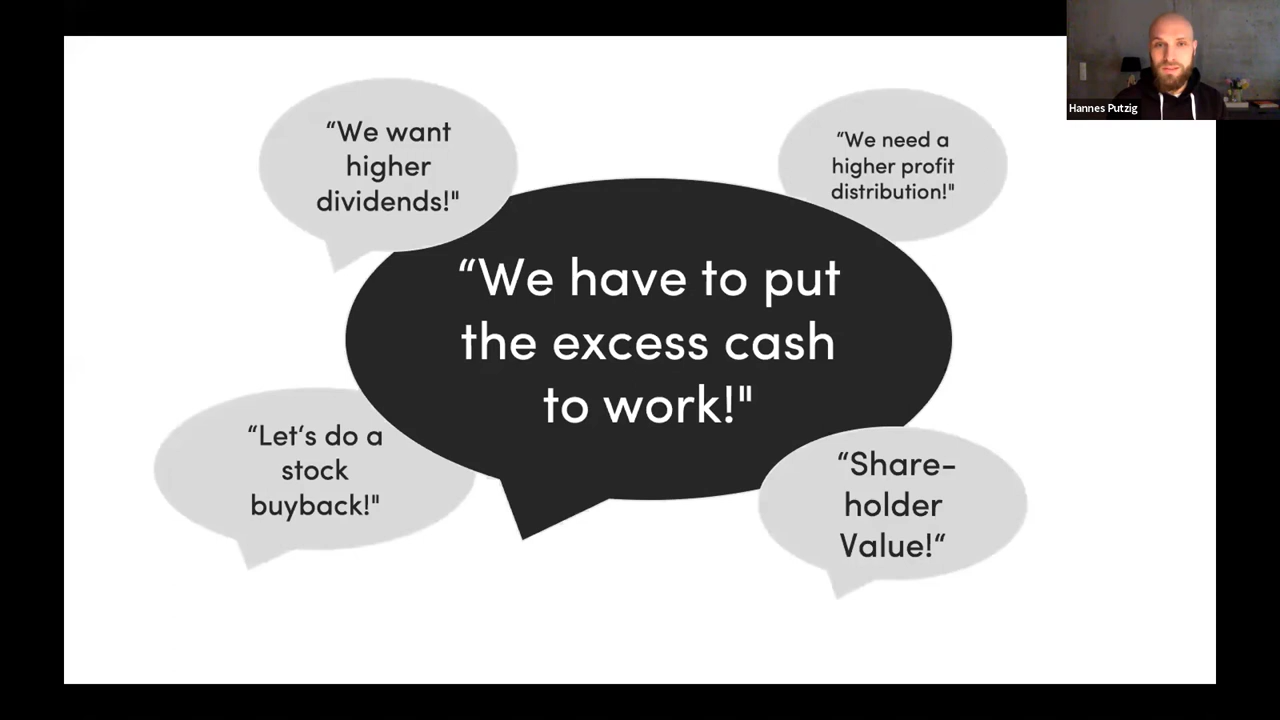 “We want
higher
dividends!"
“We need a
higher profit
distribution!"
“We have to put
the excess cash
to work!"
“Let‘s do a
stock
buyback!"
“Share-
holder
Value!“
Hannes Putzig